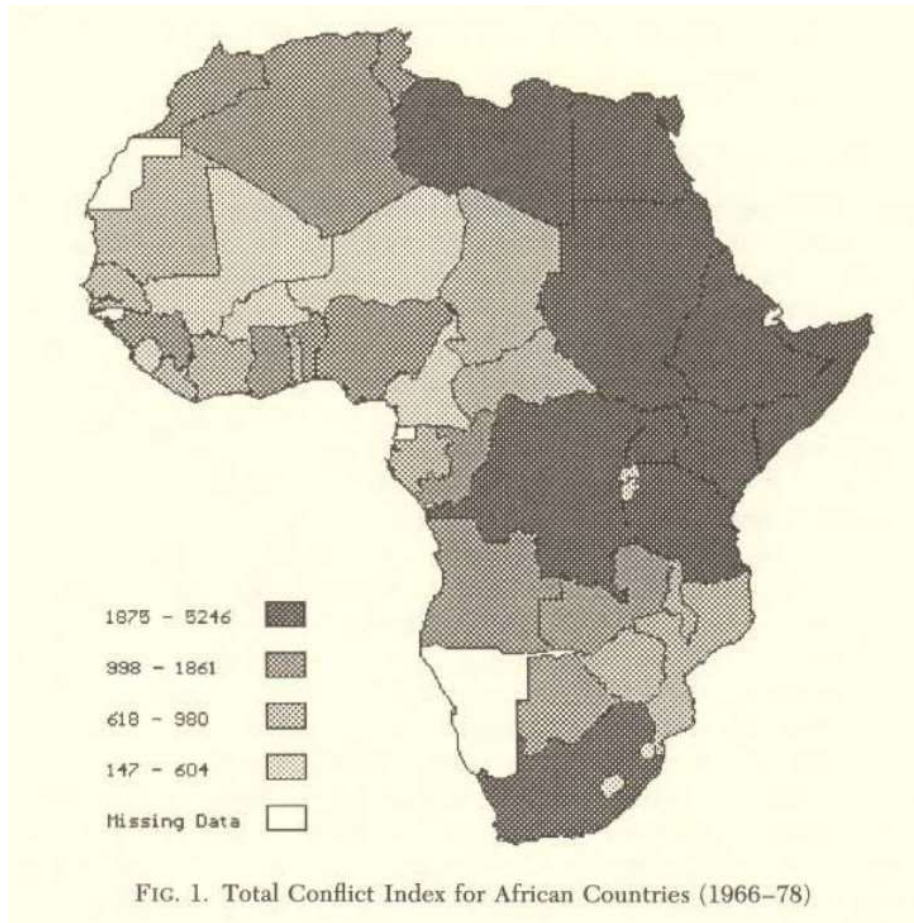 1875 - 5246
998 - 1861
618 - 980
147 - 604
Missing Data
FIG. 1. Total Conflict Index for African Countries (1966–78)